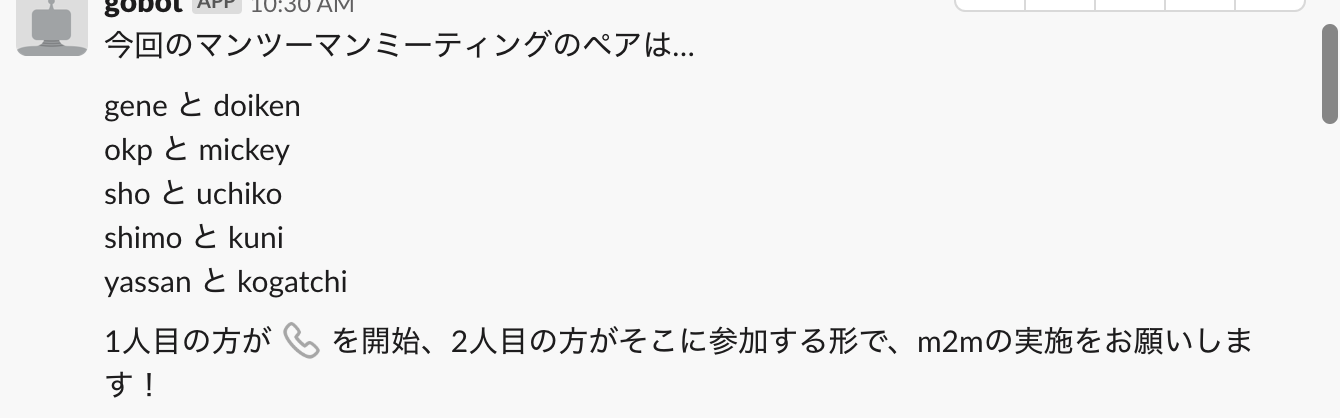 gobot APP 10:30 AM
今回のマンツーマンミーティングのペアは...
gene と doiken
okp と mickey
sho と uchiko
shimo と kuni
yassan と kogatchi
1人目の方が を開始、2人目の方がそこに参加する形で、m2mの実施をお願いしま
す！